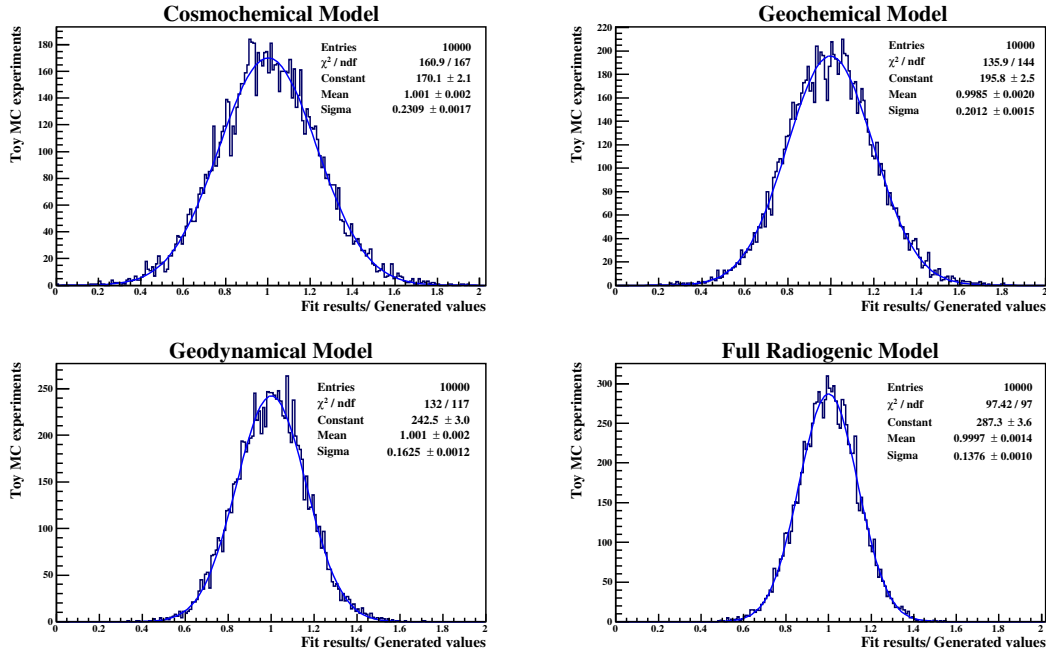 Cosmochemical Model
Toy MC experiments
180
160
140
120
100
80
60
40
20
0
Entries 10000
χ² / ndf 160.9 / 167
Constant 170.1 ± 2.1
Mean 1.001 ± 0.002
Sigma 0.2309 ± 0.0017
0 0.2 0.4 0.6 0.8 1 1.2 1.4 1.6 1.8 2
Fit results/ Generated values
Geochemical Model
Toy MC experiments
220
200
180
160
140
120
100
80
60
40
20
0
Entries 10000
χ² / ndf 135.9 / 144
Constant 195.8 ± 2.5
Mean 0.9985 ± 0.0020
Sigma 0.2012 ± 0.0015
0 0.2 0.4 0.6 0.8 1 1.2 1.4 1.6 1.8 2
Fit results/ Generated values
Geodynamical Model
Toy MC experiments
250
200
150
100
50
0
Entries 10000
χ² / ndf 132 / 117
Constant 242.5 ± 3.0
Mean 1.001 ± 0.002
Sigma 0.1625 ± 0.0012
0 0.2 0.4 0.6 0.8 1 1.2 1.4 1.6 1.8 2
Fit results/ Generated values
Full Radiogenic Model
Toy MC experiments
300
250
200
150
100
50
0
Entries 10000
χ² / ndf 97.42 / 97
Constant 287.3 ± 3.6
Mean 0.9997 ± 0.0014
Sigma 0.1376 ± 0.0010
0 0.2 0.4 0.6 0.8 1 1.2 1.4 1.6 1.8 2
Fit results/ Generated values